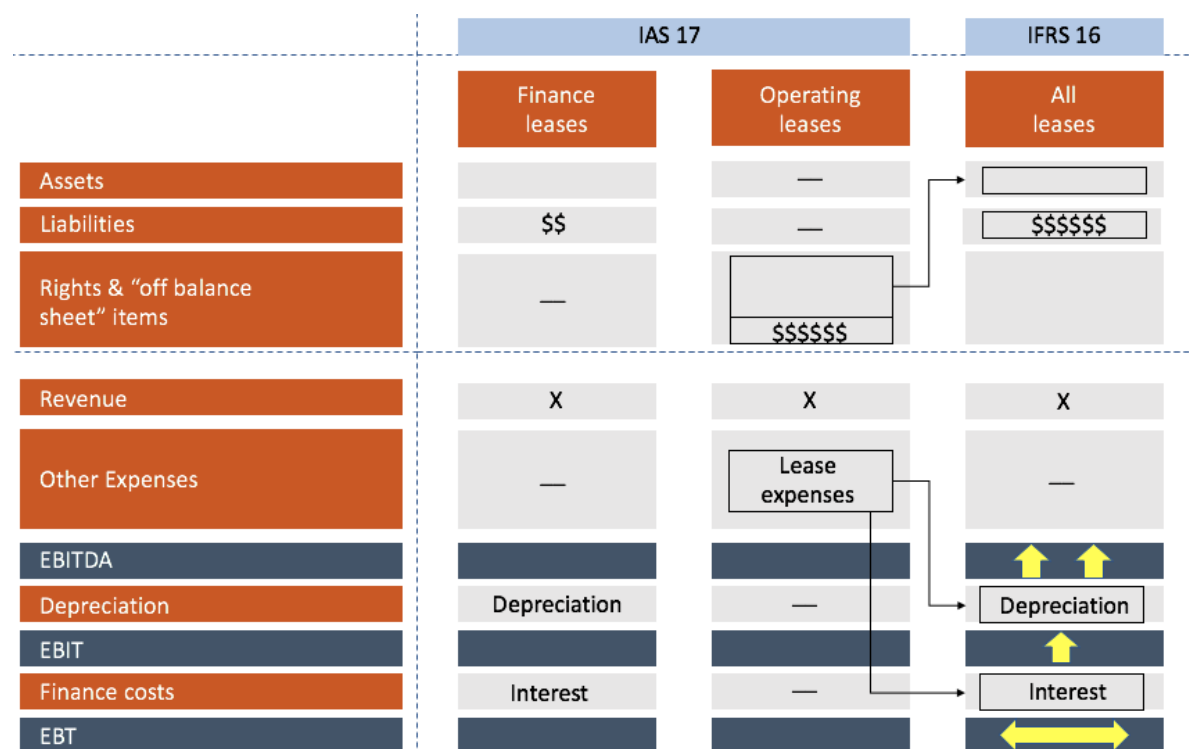 IAS 17
IFRS 16
Finance
leases
Operating
leases
All
leases
Assets
—
Liabilities
$$
—
$$$$$$
Rights & “off balance
sheet” items
—
$$$$$$
Revenue
X
X
X
Other Expenses
—
Lease
expenses
—
EBITDA
Depreciation
Depreciation
—
Depreciation
EBIT
Finance costs
Interest
—
Interest
EBT